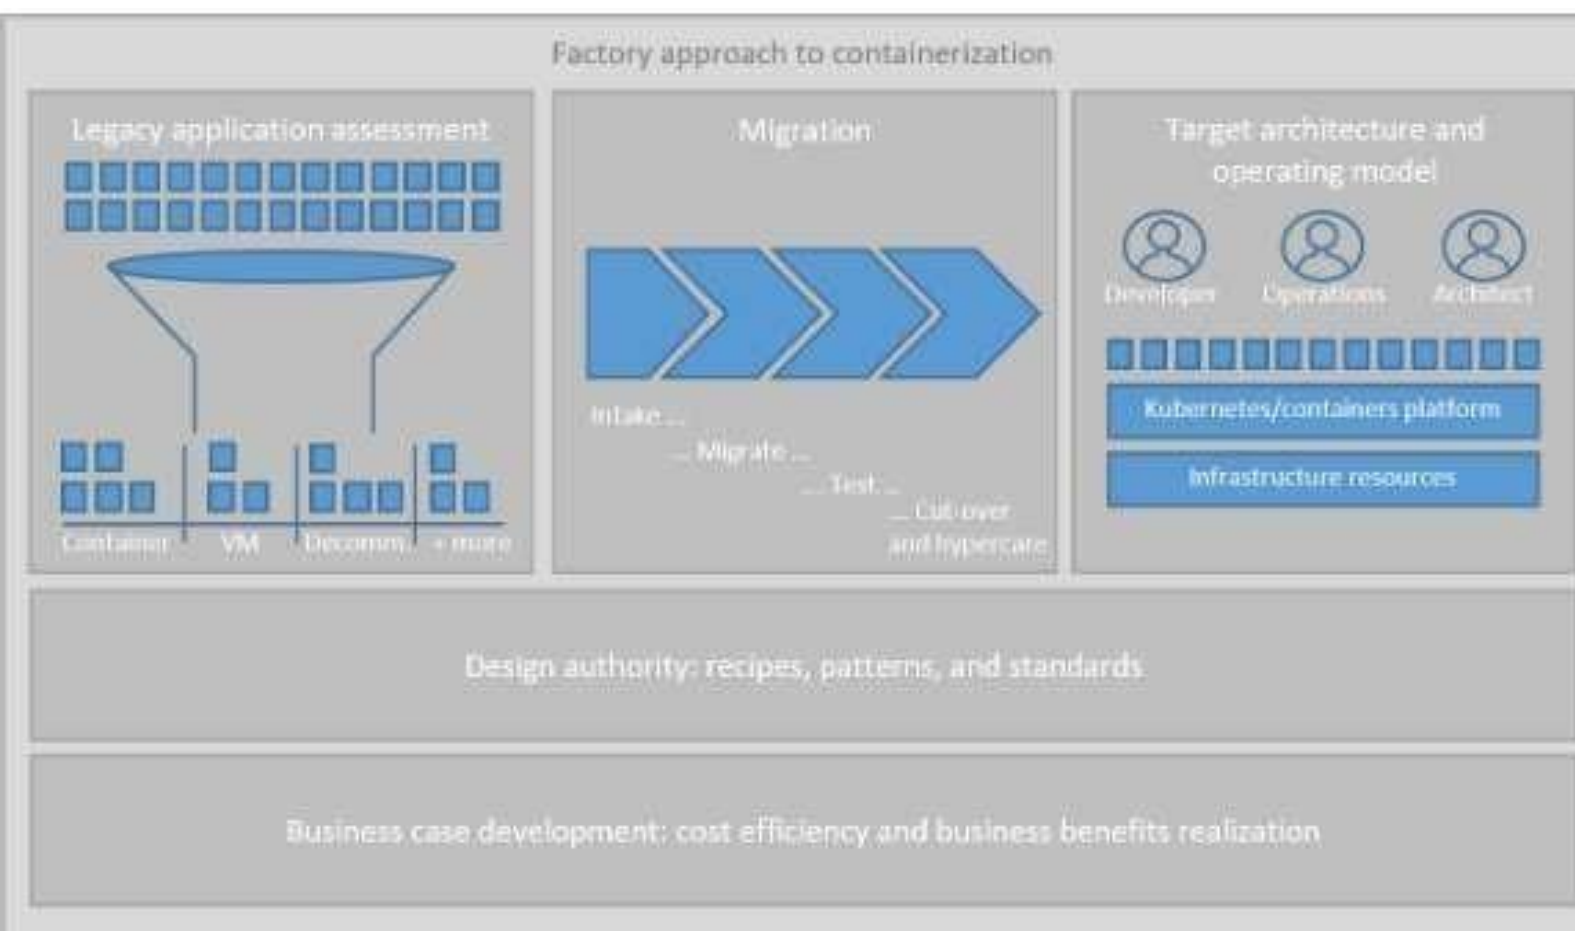 Factory approach to containerization
Legacy application assessment
Container
VM
Decomm.
+ more
Migration
Intake ...
... Migrate ...
... Test ...
... Cut-over
and hypercare
Target architecture and
operating model
Developer
Operations
Architect
Kubernetes/containers platform
Infrastructure resources
Design authority: recipes, patterns, and standards
Business case development: cost efficiency and business benefits realization